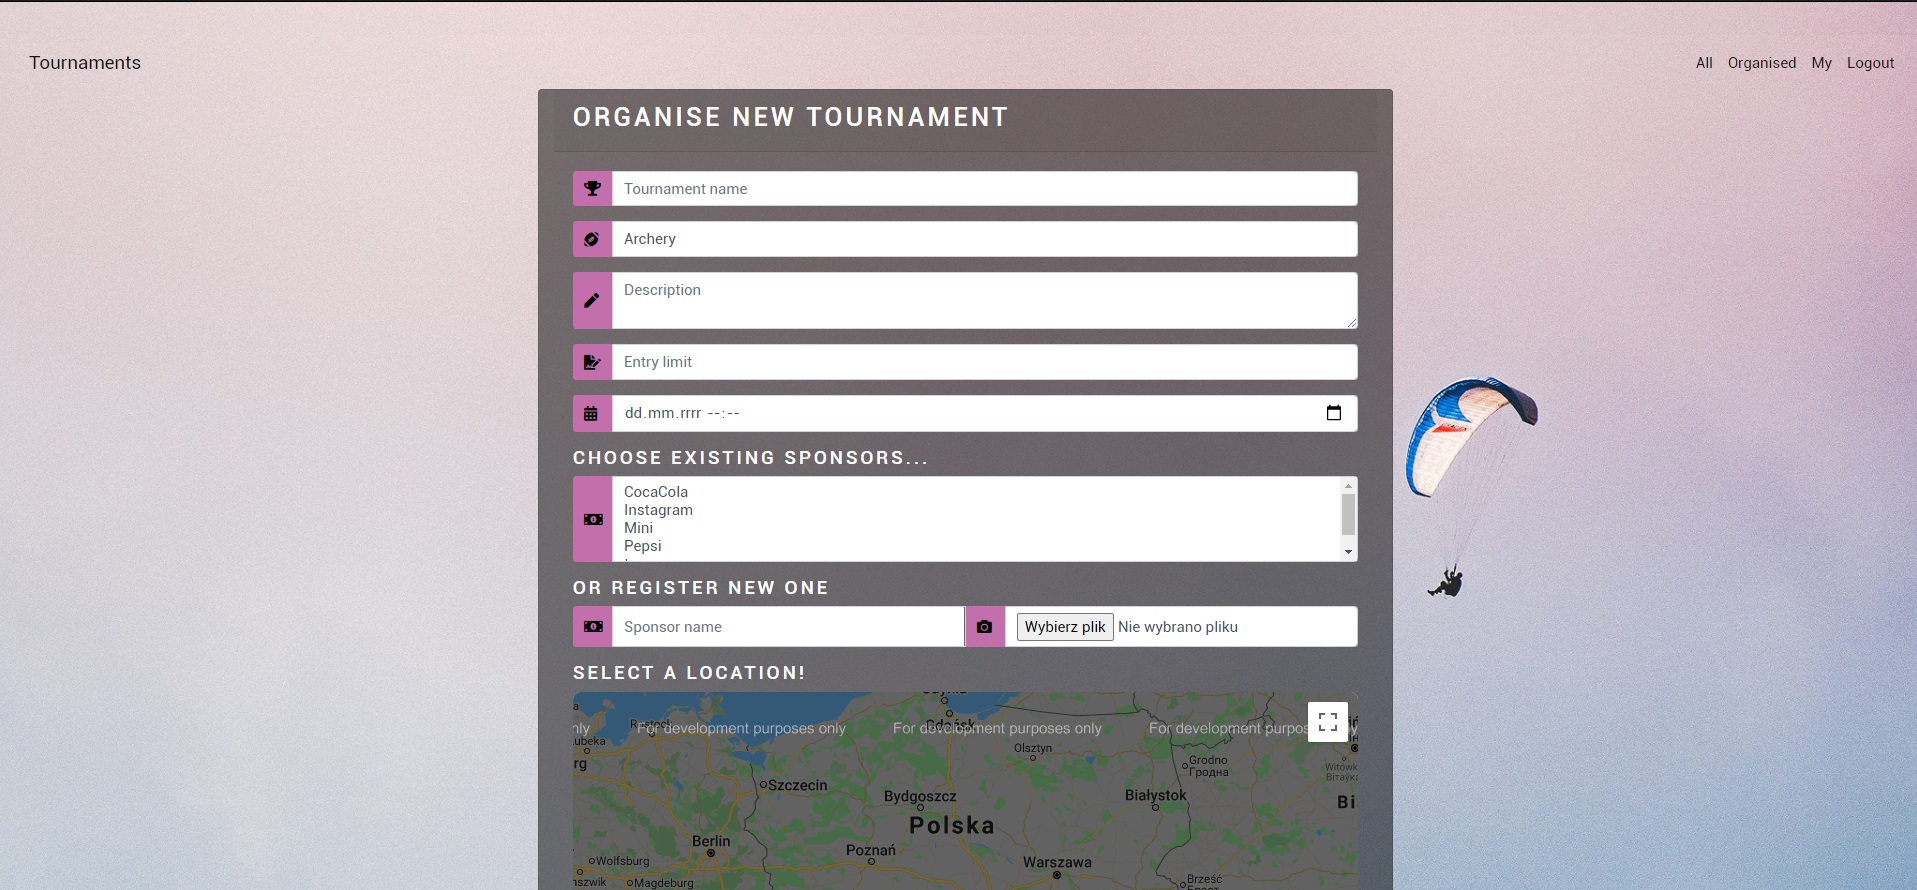 Tournaments
All Organised My Logout
ORGANISE NEW TOURNAMENT
Tournament name
Archery
Description
Entry limit
dd.mm.rrrr --:--
CHOOSE EXISTING SPONSORS...
CocaCola
Instagram
Mini
Pepsi
OR REGISTER NEW ONE
Sponsor name
Wybierz plik Nie wybrano pliku
SELECT A LOCATION!
Gdańsk
For development purposes only For development purposes only
Olsztyn
Grodno
Гродна
Szczecin
Bydgoszcz
Białystok
Polska
Berlin
Poznań
Warszawa
Wolfsburg
Magdeburg
Brześć